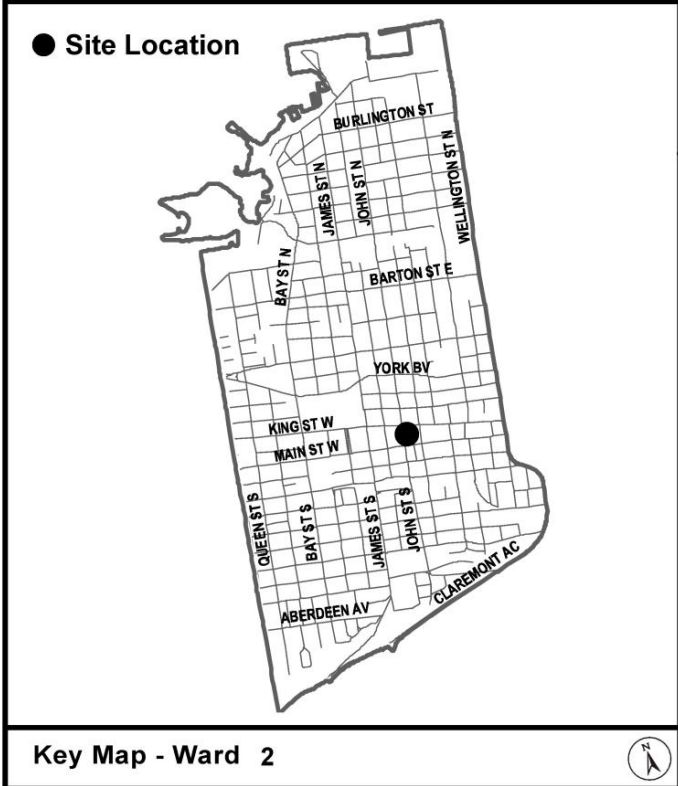 Site Location
BURLINGTON ST
JAMES ST N
JOHN ST N
WELLINGTON ST N
BAY ST N
BARTON ST E
YORK BV
KING ST W
MAIN ST W
QUEEN ST S
BAY ST S
JAMES ST S
JOHN ST S
CLAREMONT AC
ABERDEEN AV
Key Map - Ward 2
N